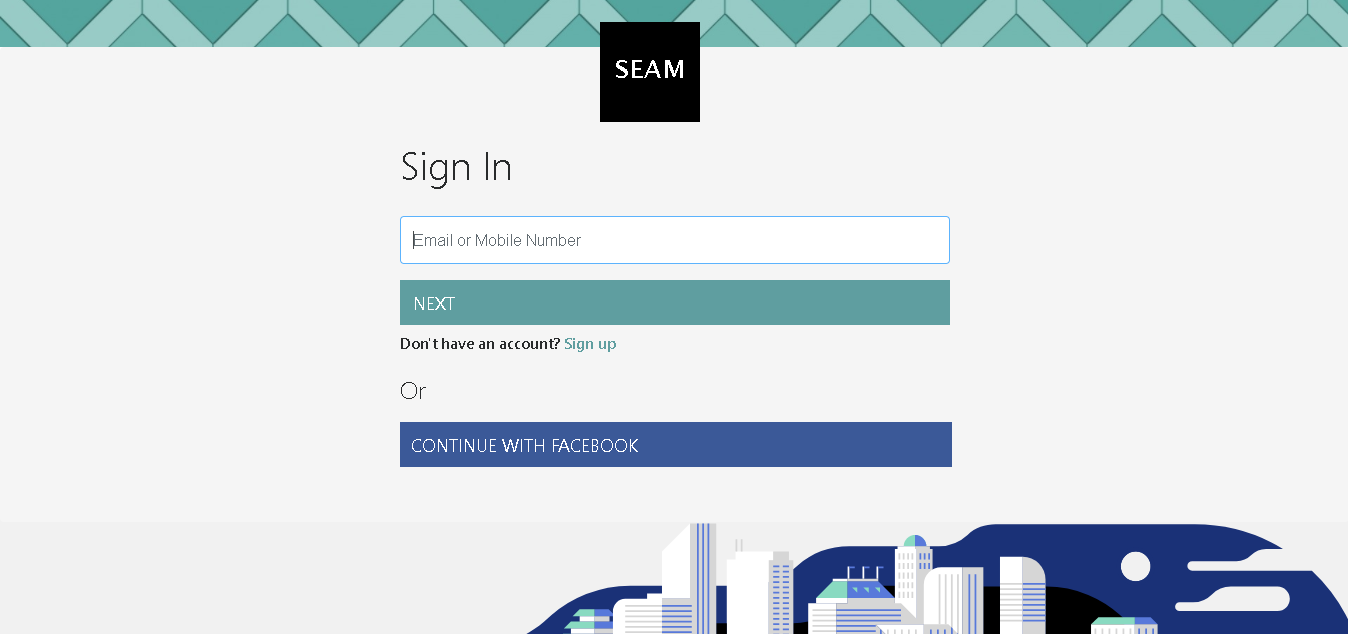 SEAM
Sign In
Email or Mobile Number
NEXT
Don't have an account? Sign up
Or
CONTINUE WITH FACEBOOK